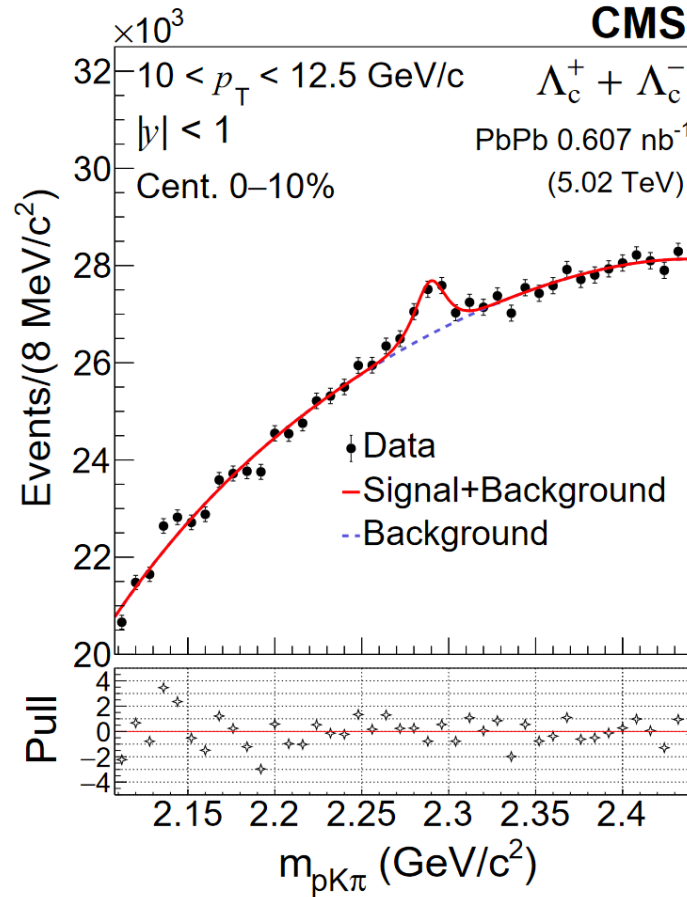 ×10³
CMS
10 < p_T < 12.5 GeV/c
Λ_c^+ + Λ_c^−
|y| < 1
PbPb 0.607 nb⁻¹
Cent. 0–10%
(5.02 TeV)
Events/(8 MeV/c²)
32
30
28
26
24
22
20
Data
Signal+Background
Background
Pull
4
2
0
−2
−4
2.15
2.2
2.25
2.3
2.35
2.4
m_pKπ (GeV/c²)